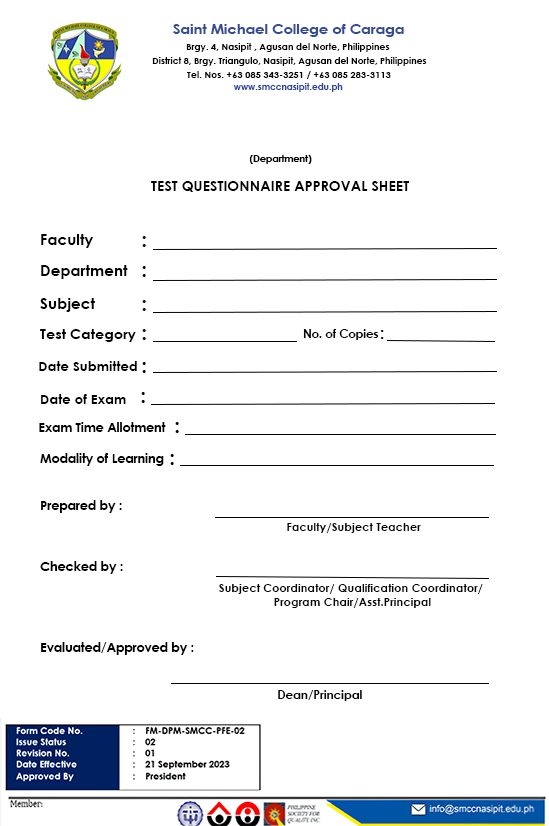 Saint Michael College of Caraga
Brgy. 4, Nasipit , Agusan del Norte, Philippines
District 8, Brgy. Triangulo, Nasipit, Agusan del Norte, Philippines
Tel. Nos. +63 085 343-3251 / +63 085 283-3113
www.smccnasipit.edu.ph
(Department)
TEST QUESTIONNAIRE APPROVAL SHEET
Faculty :
Department :
Subject :
Test Category : No. of Copies:
Date Submitted :
Date of Exam :
Exam Time Allotment :
Modality of Learning :
Prepared by :
Faculty/Subject Teacher
Checked by :
Subject Coordinator/ Qualification Coordinator/
Program Chair/Asst.Principal
Evaluated/Approved by :
Dean/Principal
Form Code No. : FM-DPM-SMCC-PFE-02
Issue Status : 02
Revision No. : 01
Date Effective : 21 September 2023
Approved By : President
Member:
PHILIPPINE
SOCIETY FOR
QUALITY, INC
info@smccnasipit.edu.ph